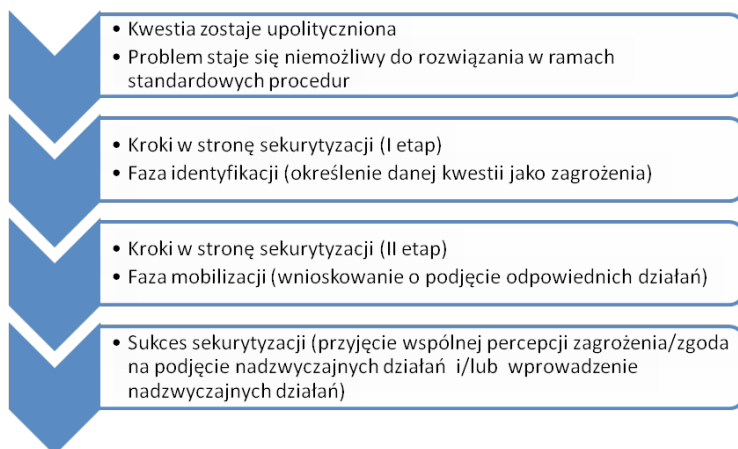 • Kwestia zostaje upolityczniona
• Problem staje się niemożliwy do rozwiązania w ramach
standardowych procedur
• Kroki w stronę sekurytyzacji (I etap)
• Faza identyfikacji (określenie danej kwestii jako zagrożenia)
• Kroki w stronę sekurytyzacji (II etap)
• Faza mobilizacji (wnioskowanie o podjęcie odpowiednich działań)
• Sukces sekurytyzacji (przyjęcie wspólnej percepcji zagrożenia/zgoda
na podjęcie nadzwyczajnych działań i/lub wprowadzenie
nadzwyczajnych działań)